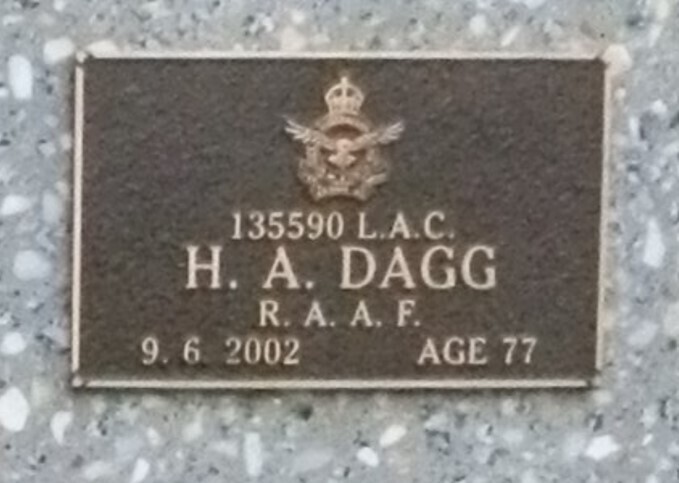 135590 L.A.C.
H. A. DAGG
R. A. A. F.
9. 6 2002 AGE 77